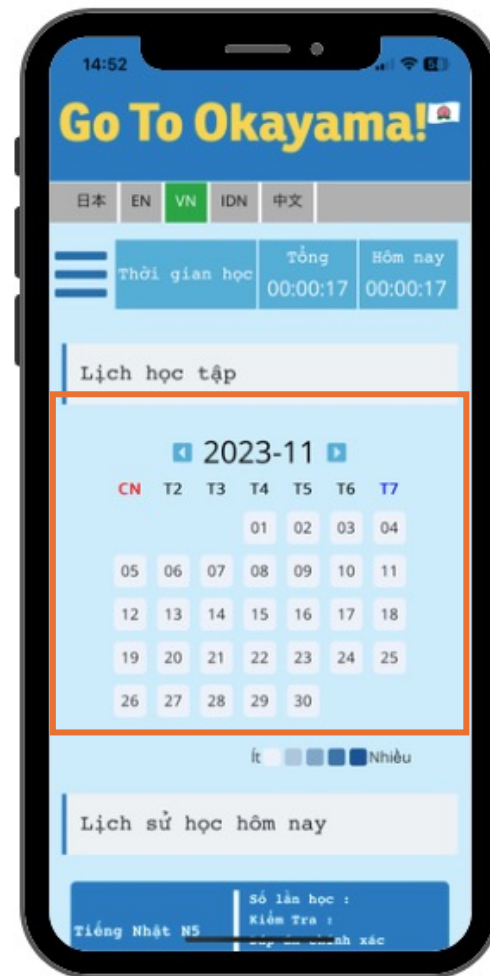 14:52
Go To Okayama!
日本 EN VN IDN 中文
Thời gian học
Tổng
00:00:17
Hôm nay
00:00:17
Lịch học tập
2023-11
CN T2 T3 T4 T5 T6 T7
01 02 03 04
05 06 07 08 09 10 11
12 13 14 15 16 17 18
19 20 21 22 23 24 25
26 27 28 29 30
Ít Nhiều
Lịch sử học hôm nay
Tiếng Nhật N5
Số lần học :
Kiểm Tra :
chính xác